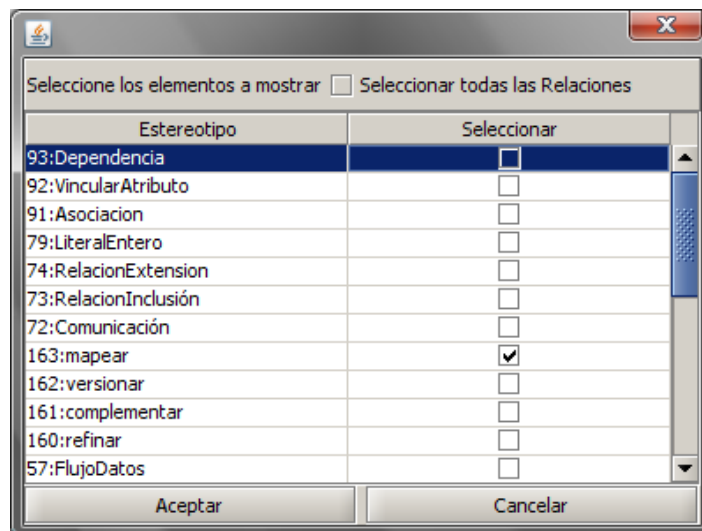 Seleccione los elementos a mostrar Seleccionar todas las Relaciones
Estereotipo Seleccionar
93:Dependencia
92:VincularAtributo
91:Asociacion
79:LiteralEntero
74:RelacionExtension
73:RelacionInclusión
72:Comunicación
163:mapear
162:versionar
161:complementar
160:refinar
57:FlujoDatos
Aceptar Cancelar